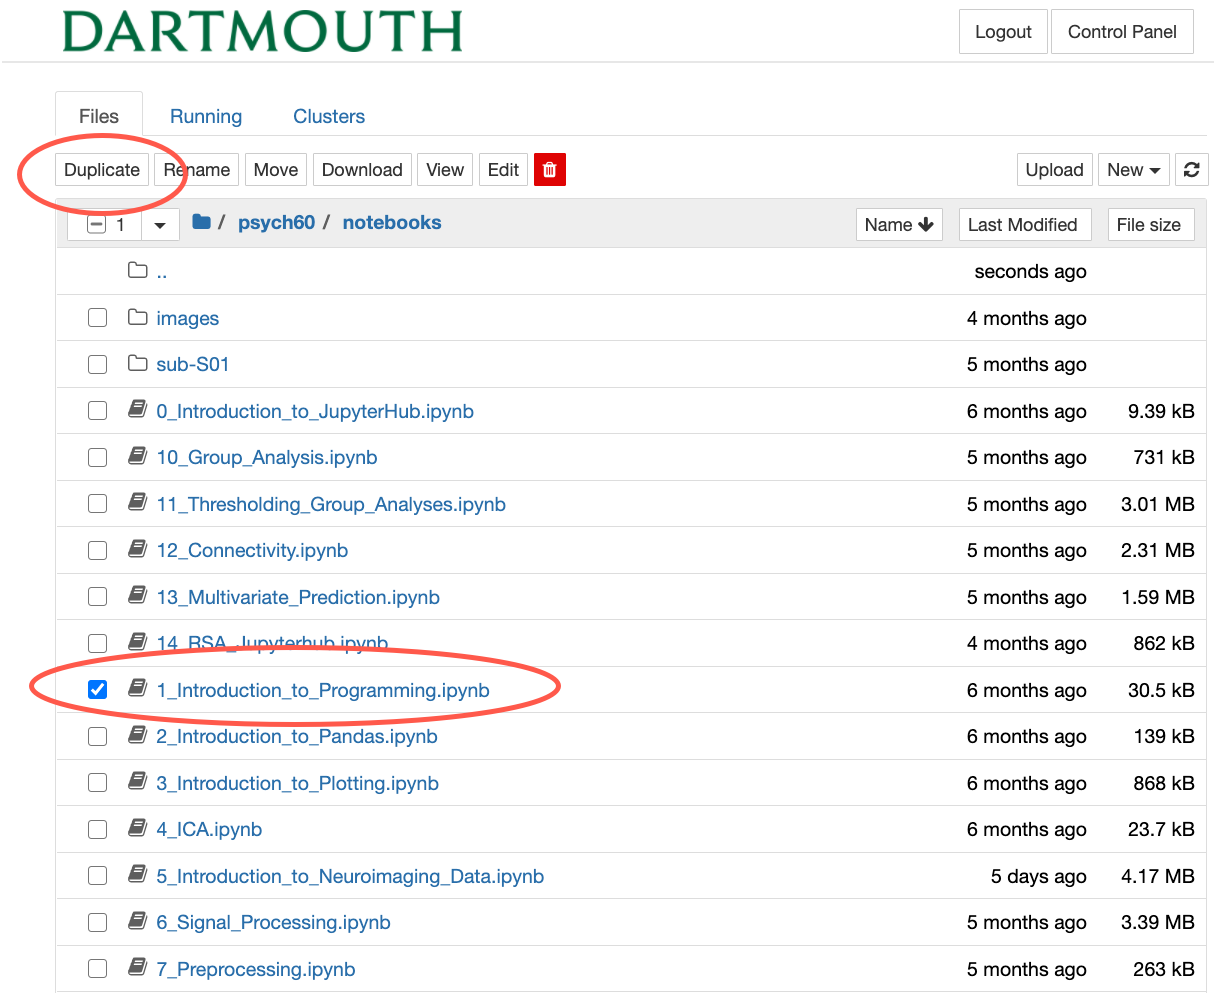 DARTMOUTH
Logout Control Panel
Files Running Clusters
Duplicate Rename Move Download View Edit Upload New
1 / psych60 / notebooks Name Last Modified File size
.. seconds ago
images 4 months ago
sub-S01 5 months ago
0_Introduction_to_JupyterHub.ipynb 6 months ago 9.39 kB
10_Group_Analysis.ipynb 5 months ago 731 kB
11_Thresholding_Group_Analyses.ipynb 5 months ago 3.01 MB
12_Connectivity.ipynb 5 months ago 2.31 MB
13_Multivariate_Prediction.ipynb 5 months ago 1.59 MB
14_RSA_Jupyterhub.ipynb 4 months ago 862 kB
1_Introduction_to_Programming.ipynb 6 months ago 30.5 kB
2_Introduction_to_Pandas.ipynb 6 months ago 139 kB
3_Introduction_to_Plotting.ipynb 6 months ago 868 kB
4_ICA.ipynb 6 months ago 23.7 kB
5_Introduction_to_Neuroimaging_Data.ipynb 5 days ago 4.17 MB
6_Signal_Processing.ipynb 5 months ago 3.39 MB
7_Preprocessing.ipynb 5 months ago 263 kB